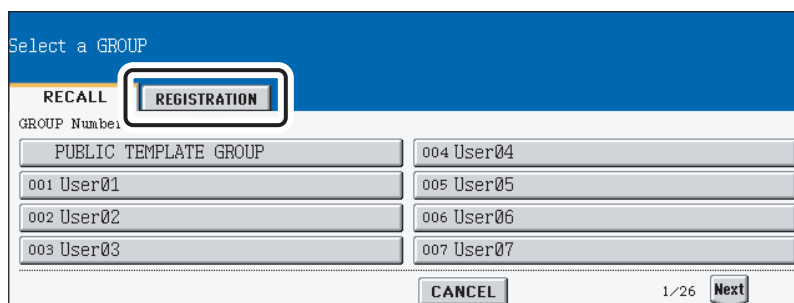 Select a GROUP
RECALL REGISTRATION
GROUP Number
PUBLIC TEMPLATE GROUP 004 User04
001 User01 005 User05
002 User02 006 User06
003 User03 007 User07
CANCEL 1/26 Next